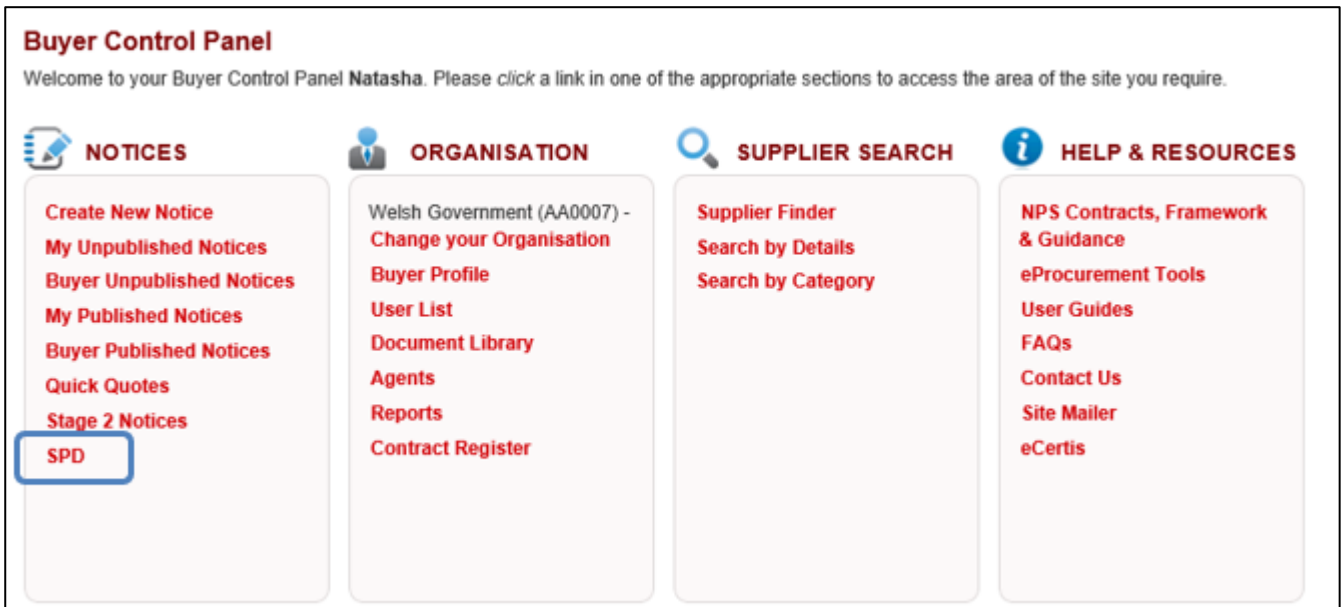 Buyer Control Panel
Welcome to your Buyer Control Panel Natasha. Please click a link in one of the appropriate sections to access the area of the site you require.
NOTICES
Create New Notice
My Unpublished Notices
Buyer Unpublished Notices
My Published Notices
Buyer Published Notices
Quick Quotes
Stage 2 Notices
SPD
ORGANISATION
Welsh Government (AA0007) -
Change your Organisation
Buyer Profile
User List
Document Library
Agents
Reports
Contract Register
SUPPLIER SEARCH
Supplier Finder
Search by Details
Search by Category
HELP & RESOURCES
NPS Contracts, Framework
& Guidance
eProcurement Tools
User Guides
FAQs
Contact Us
Site Mailer
eCertis